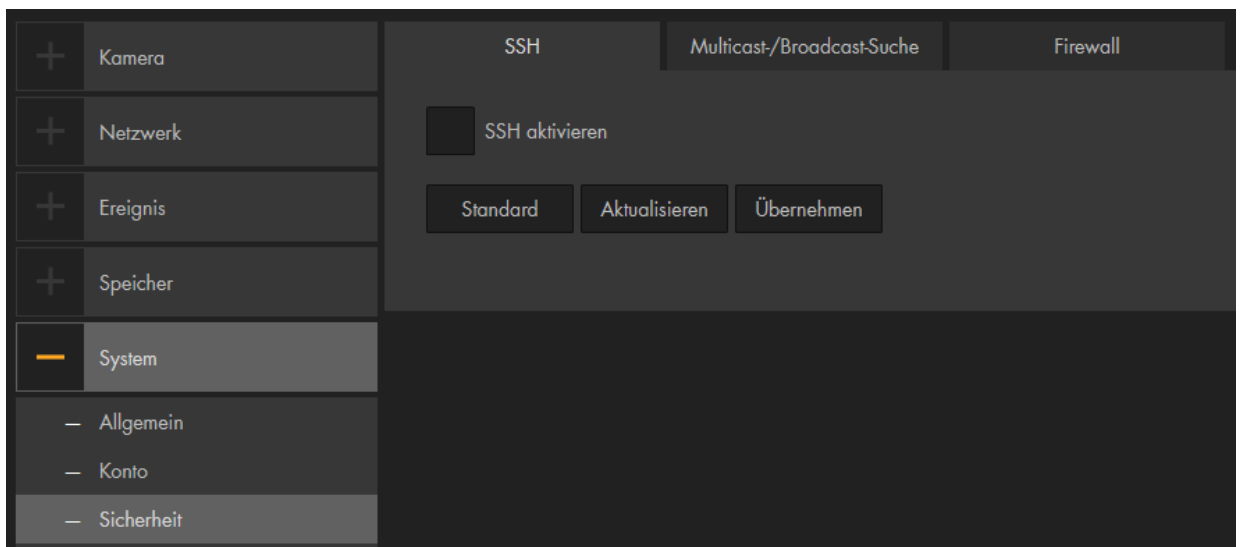 Kamera
Netzwerk
Ereignis
Speicher
System
Allgemein
Konto
Sicherheit
SSH
Multicast-/Broadcast-Suche
Firewall
SSH aktivieren
Standard
Aktualisieren
Übernehmen